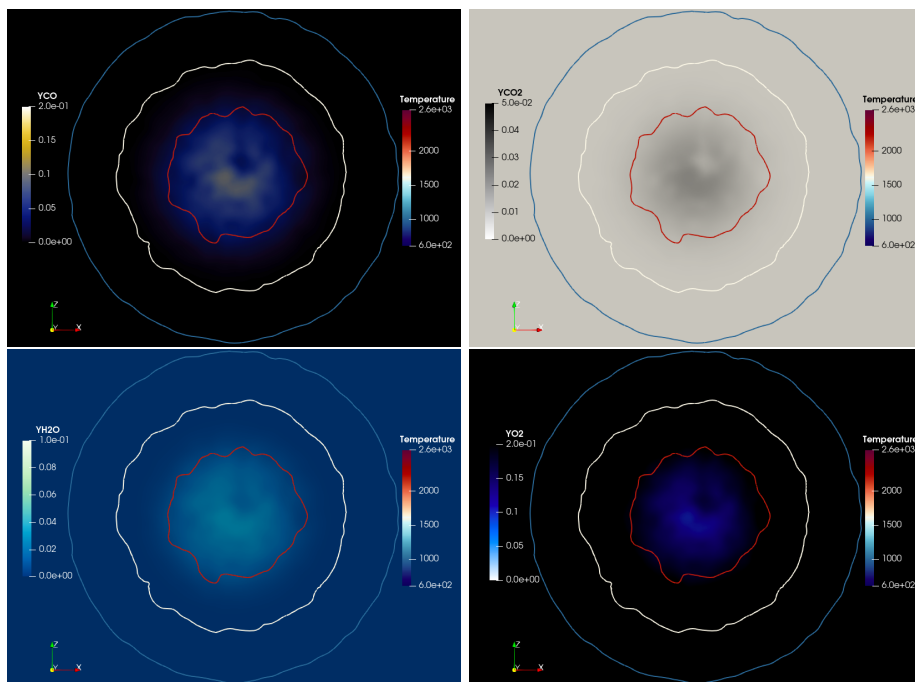 YCO
2.0e-01
0.15
0.1
0.05
0.0e+00
Temperature
2.6e+03
2000
1500
1000
6.0e+02
Z
Y
X
YCO2
5.0e-02
0.04
0.03
0.02
0.01
0.0e+00
Temperature
2.6e+03
2000
1500
1000
6.0e+02
Z
Y
X
YH2O
1.0e-01
0.08
0.06
0.04
0.02
0.0e+00
Temperature
2.6e+03
2000
1500
1000
6.0e+02
Z
Y
X
YO2
2.0e-01
0.15
0.1
0.05
0.0e+00
Temperature
2.6e+03
2000
1500
1000
6.0e+02
Z
Y
X